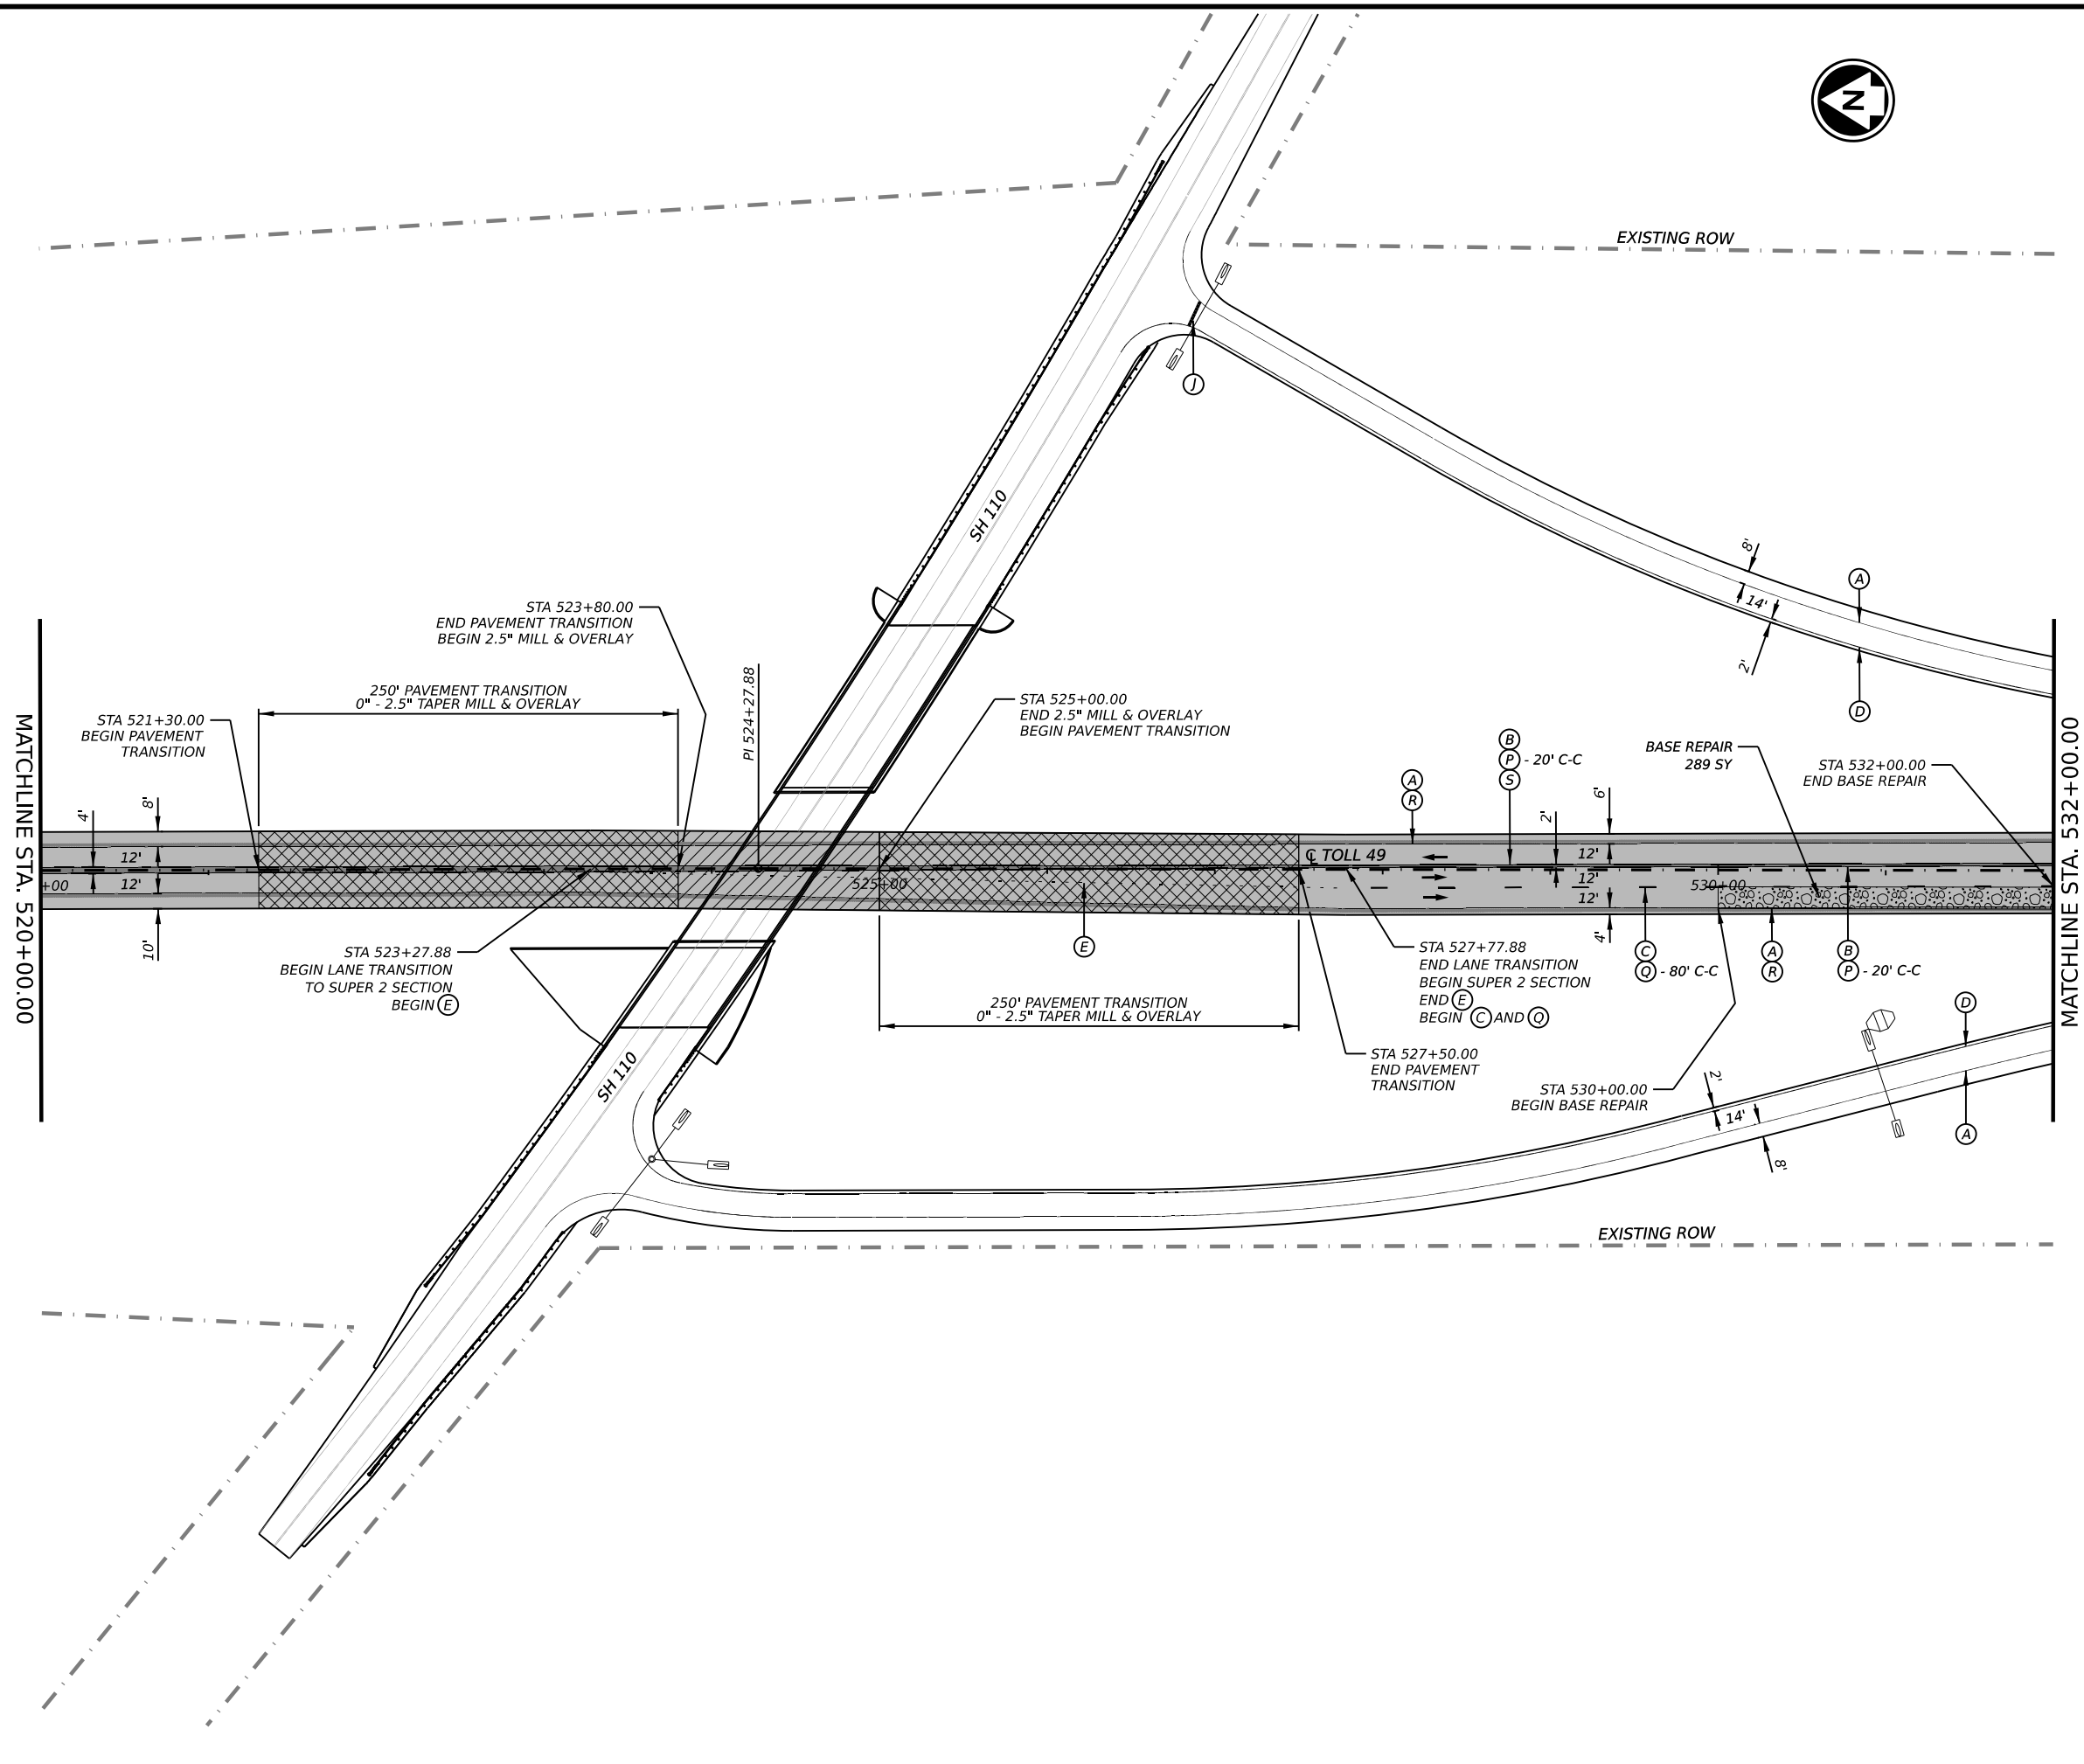 N
EXISTING ROW
J
SH 110
8'
14'
2'
A
D
STA 523+80.00
END PAVEMENT TRANSITION
BEGIN 2.5" MILL & OVERLAY
250' PAVEMENT TRANSITION
0" - 2.5" TAPER MILL & OVERLAY
PI 524+27.88
STA 525+00.00
END 2.5" MILL & OVERLAY
BEGIN PAVEMENT TRANSITION
STA 521+30.00
BEGIN PAVEMENT
TRANSITION
B
P - 20' C-C
S
A
R
BASE REPAIR
289 SY
STA 532+00.00
END BASE REPAIR
MATCHLINE STA. 520+00.00
MATCHLINE STA. 532+00.00
4'
8'
12'
12'
+00
10'
525+00
℄ TOLL 49
2'
6'
12'
12'
12'
4'
530+00
E
STA 523+27.88
BEGIN LANE TRANSITION
TO SUPER 2 SECTION
BEGIN E
STA 527+77.88
END LANE TRANSITION
BEGIN SUPER 2 SECTION
END E
BEGIN C AND Q
C
Q - 80' C-C
A
R
B
P - 20' C-C
250' PAVEMENT TRANSITION
0" - 2.5" TAPER MILL & OVERLAY
STA 527+50.00
END PAVEMENT
TRANSITION
STA 530+00.00
BEGIN BASE REPAIR
SH 110
2'
14'
8'
D
A
EXISTING ROW